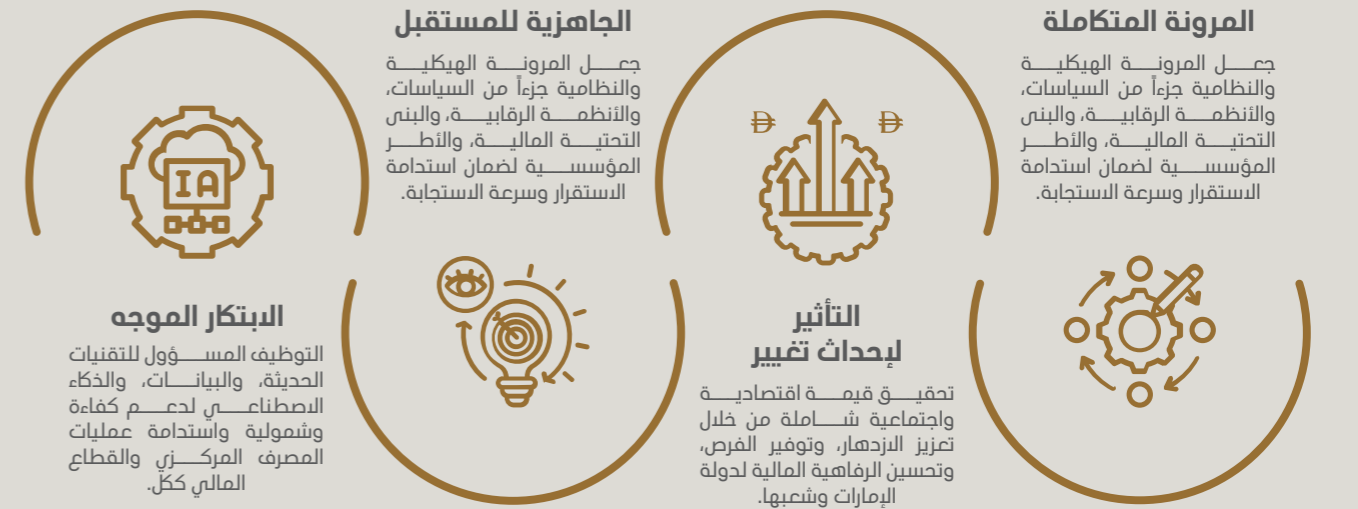 المرونة المتكاملة
جعل المرونة الهيكلية
والنظامية جزءاً من السياسات،
والأنظمة الرقابية، والبنى
التحتية المالية، والأطر
المؤسسية لضمان استدامة
الاستقرار وسرعة الاستجابة.
التأثير
لإحداث تغيير
تحقيق قيمة اقتصادية
واجتماعية شاملة من خلال
تعزيز الازدهار، وتوفير الفرص،
وتحسين الرفاهية المالية لدولة
الإمارات وشعبها.
الجاهزية للمستقبل
جعل المرونة الهيكلية
والنظامية جزءاً من السياسات،
والأنظمة الرقابية، والبنى
التحتية المالية، والأطر
المؤسسية لضمان استدامة
الاستقرار وسرعة الاستجابة.
الابتكار الموجه
التوظيف المسؤول للتقنيات
الحديثة، والبيانات، والذكاء
الاصطناعي لدعم كفاءة
وشمولية واستدامة عمليات
المصرف المركزي والقطاع
المالي ككل.
IA